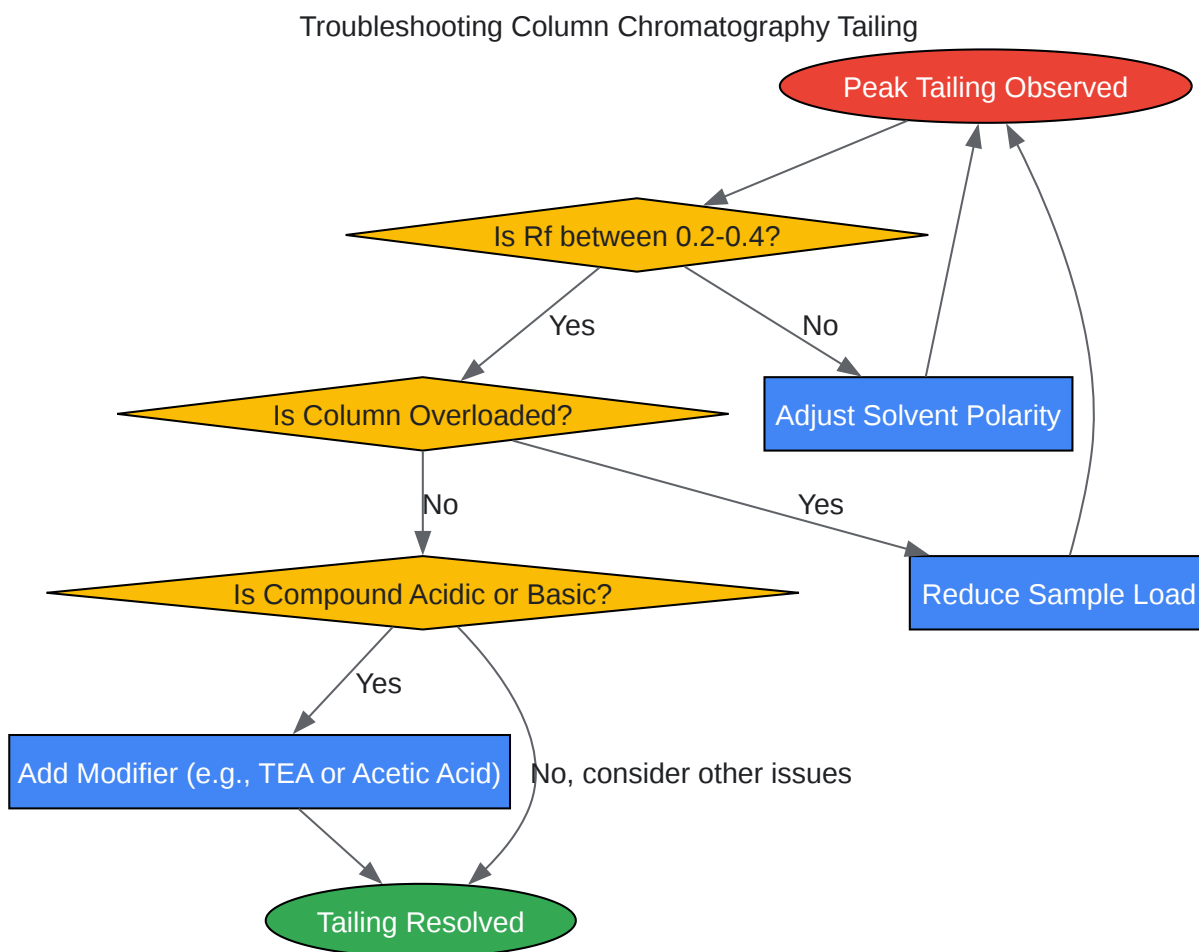 Troubleshooting Column Chromatography Tailing
Peak Tailing Observed
Is Rf between 0.2-0.4?
Yes
No
Is Column Overloaded?
Adjust Solvent Polarity
No
Yes
Is Compound Acidic or Basic?
Reduce Sample Load
Yes
Add Modifier (e.g., TEA or Acetic Acid)
No, consider other issues
Tailing Resolved